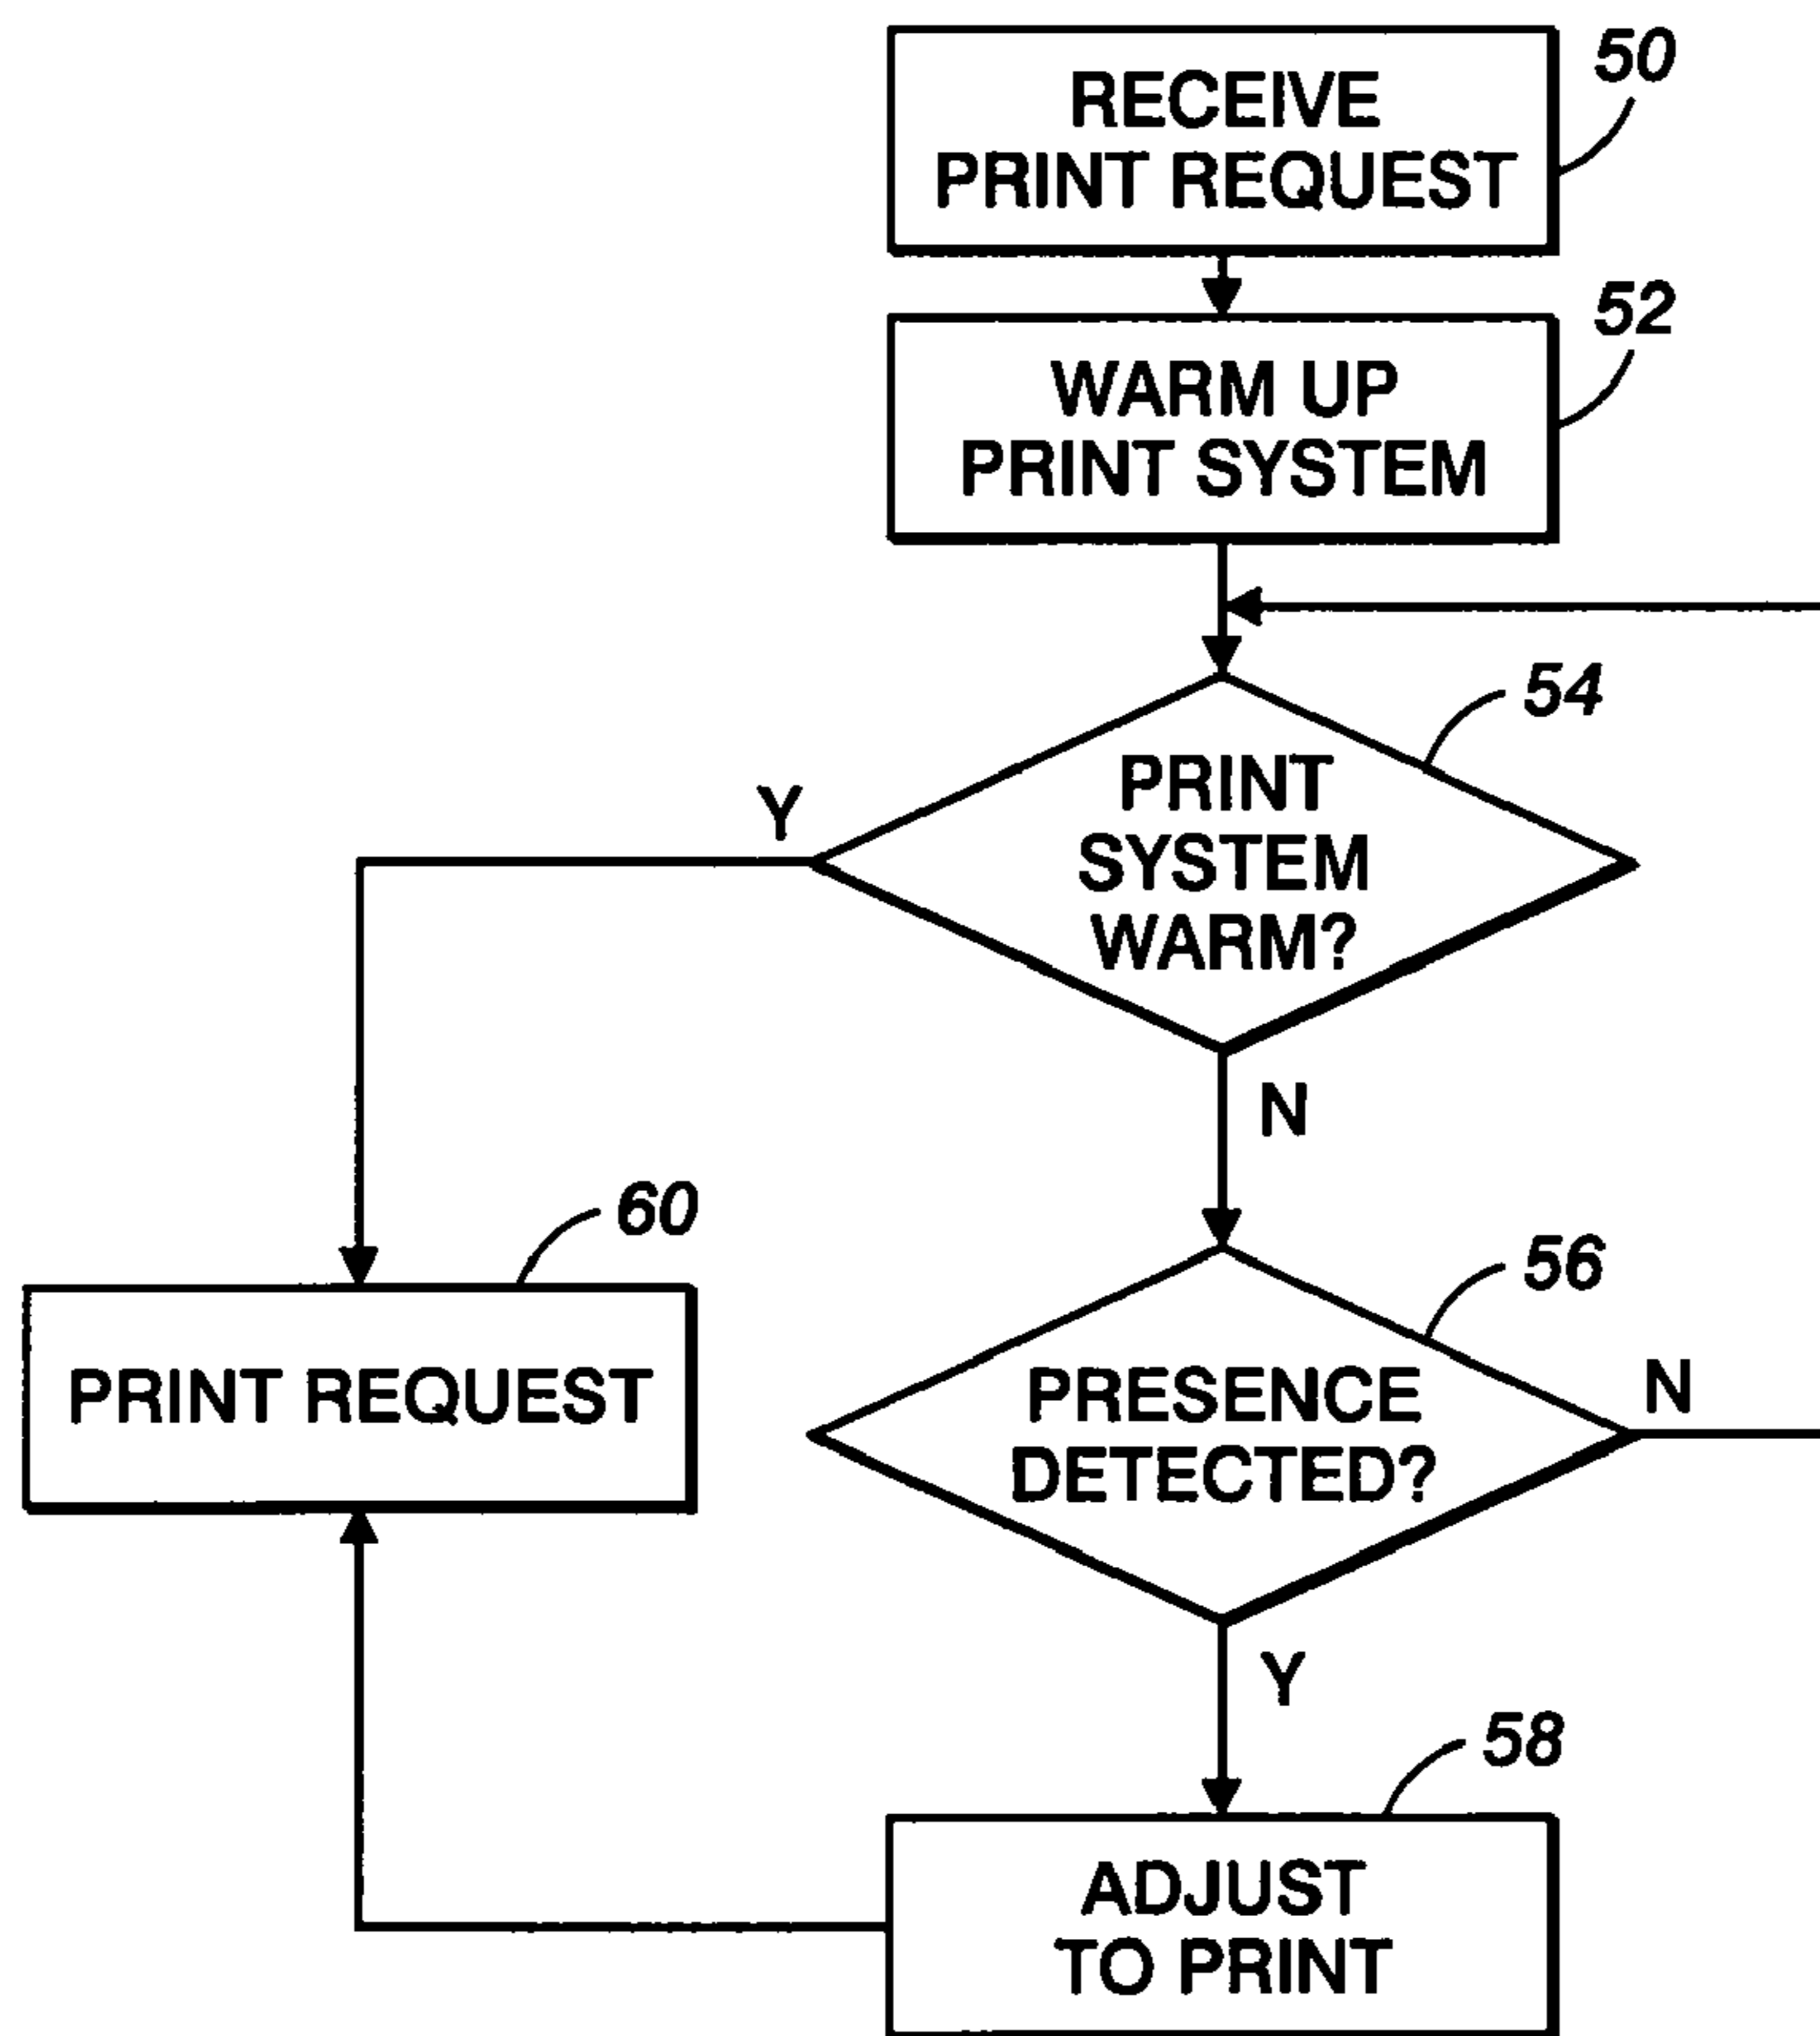 50
RECEIVE
PRINT REQUEST
52
WARM UP
PRINT SYSTEM
54
PRINT
SYSTEM
WARM?
Y
N
60
PRINT REQUEST
56
PRESENCE
DETECTED?
N
Y
58
ADJUST
TO PRINT